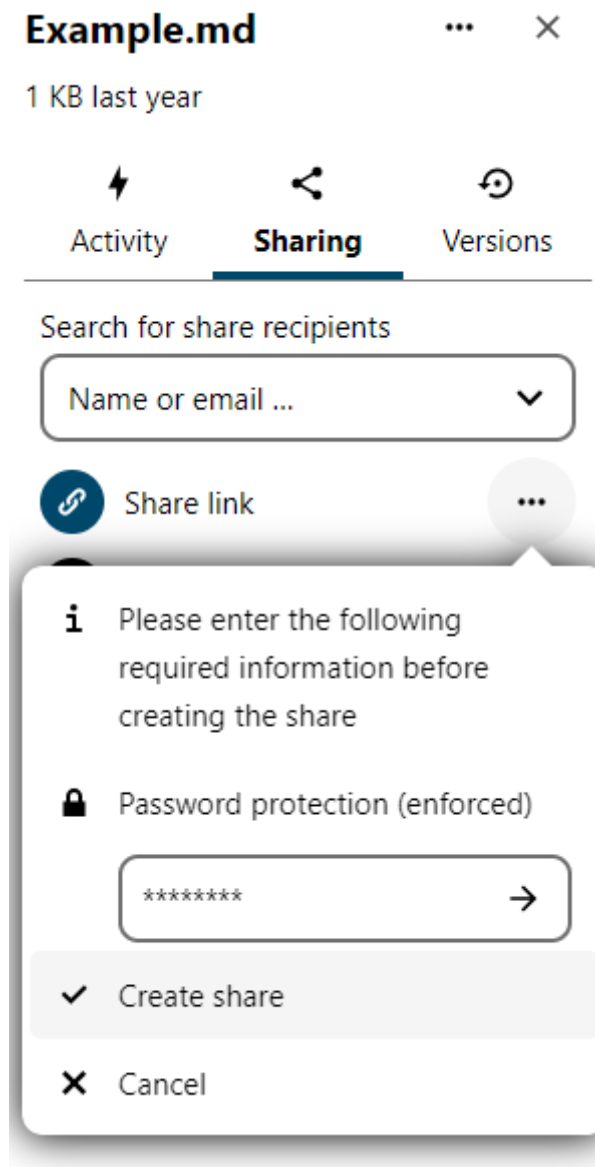 Example.md
1 KB last year
Activity
Sharing
Versions
Search for share recipients
Name or email ...
Share link
Please enter the following
required information before
creating the share
Password protection (enforced)
********
Create share
Cancel